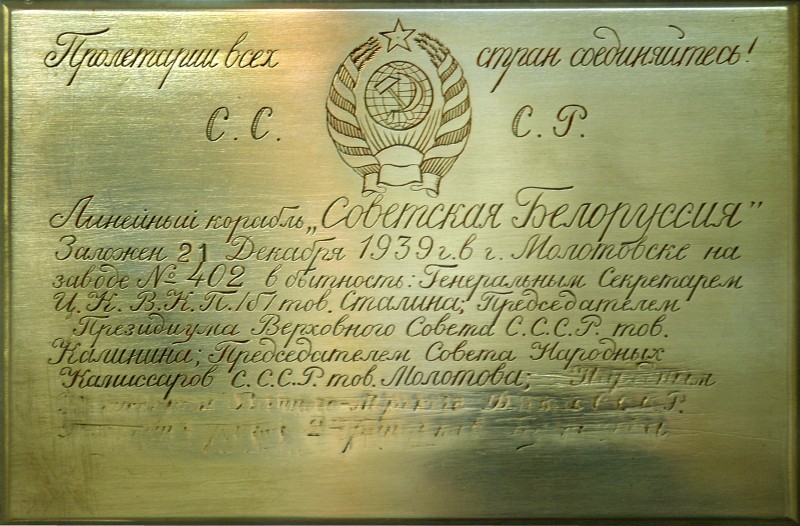 Пролетарии всех стран соединяйтесь!
С. С. С. Р.
Линейный корабль „Советская Белоруссия"
Заложен 21 Декабря 1939 г. в г. Молотовске на
заводе № 402 в бытность: Генеральным Секретарем
Ц. К. В. К. П. /б/ тов. Сталина; Председателем
Президиума Верховного Совета С.С.С.Р. тов.
Калинина; Председателем Совета Народных
Комиссаров С.С.С.Р. тов. Молотова;